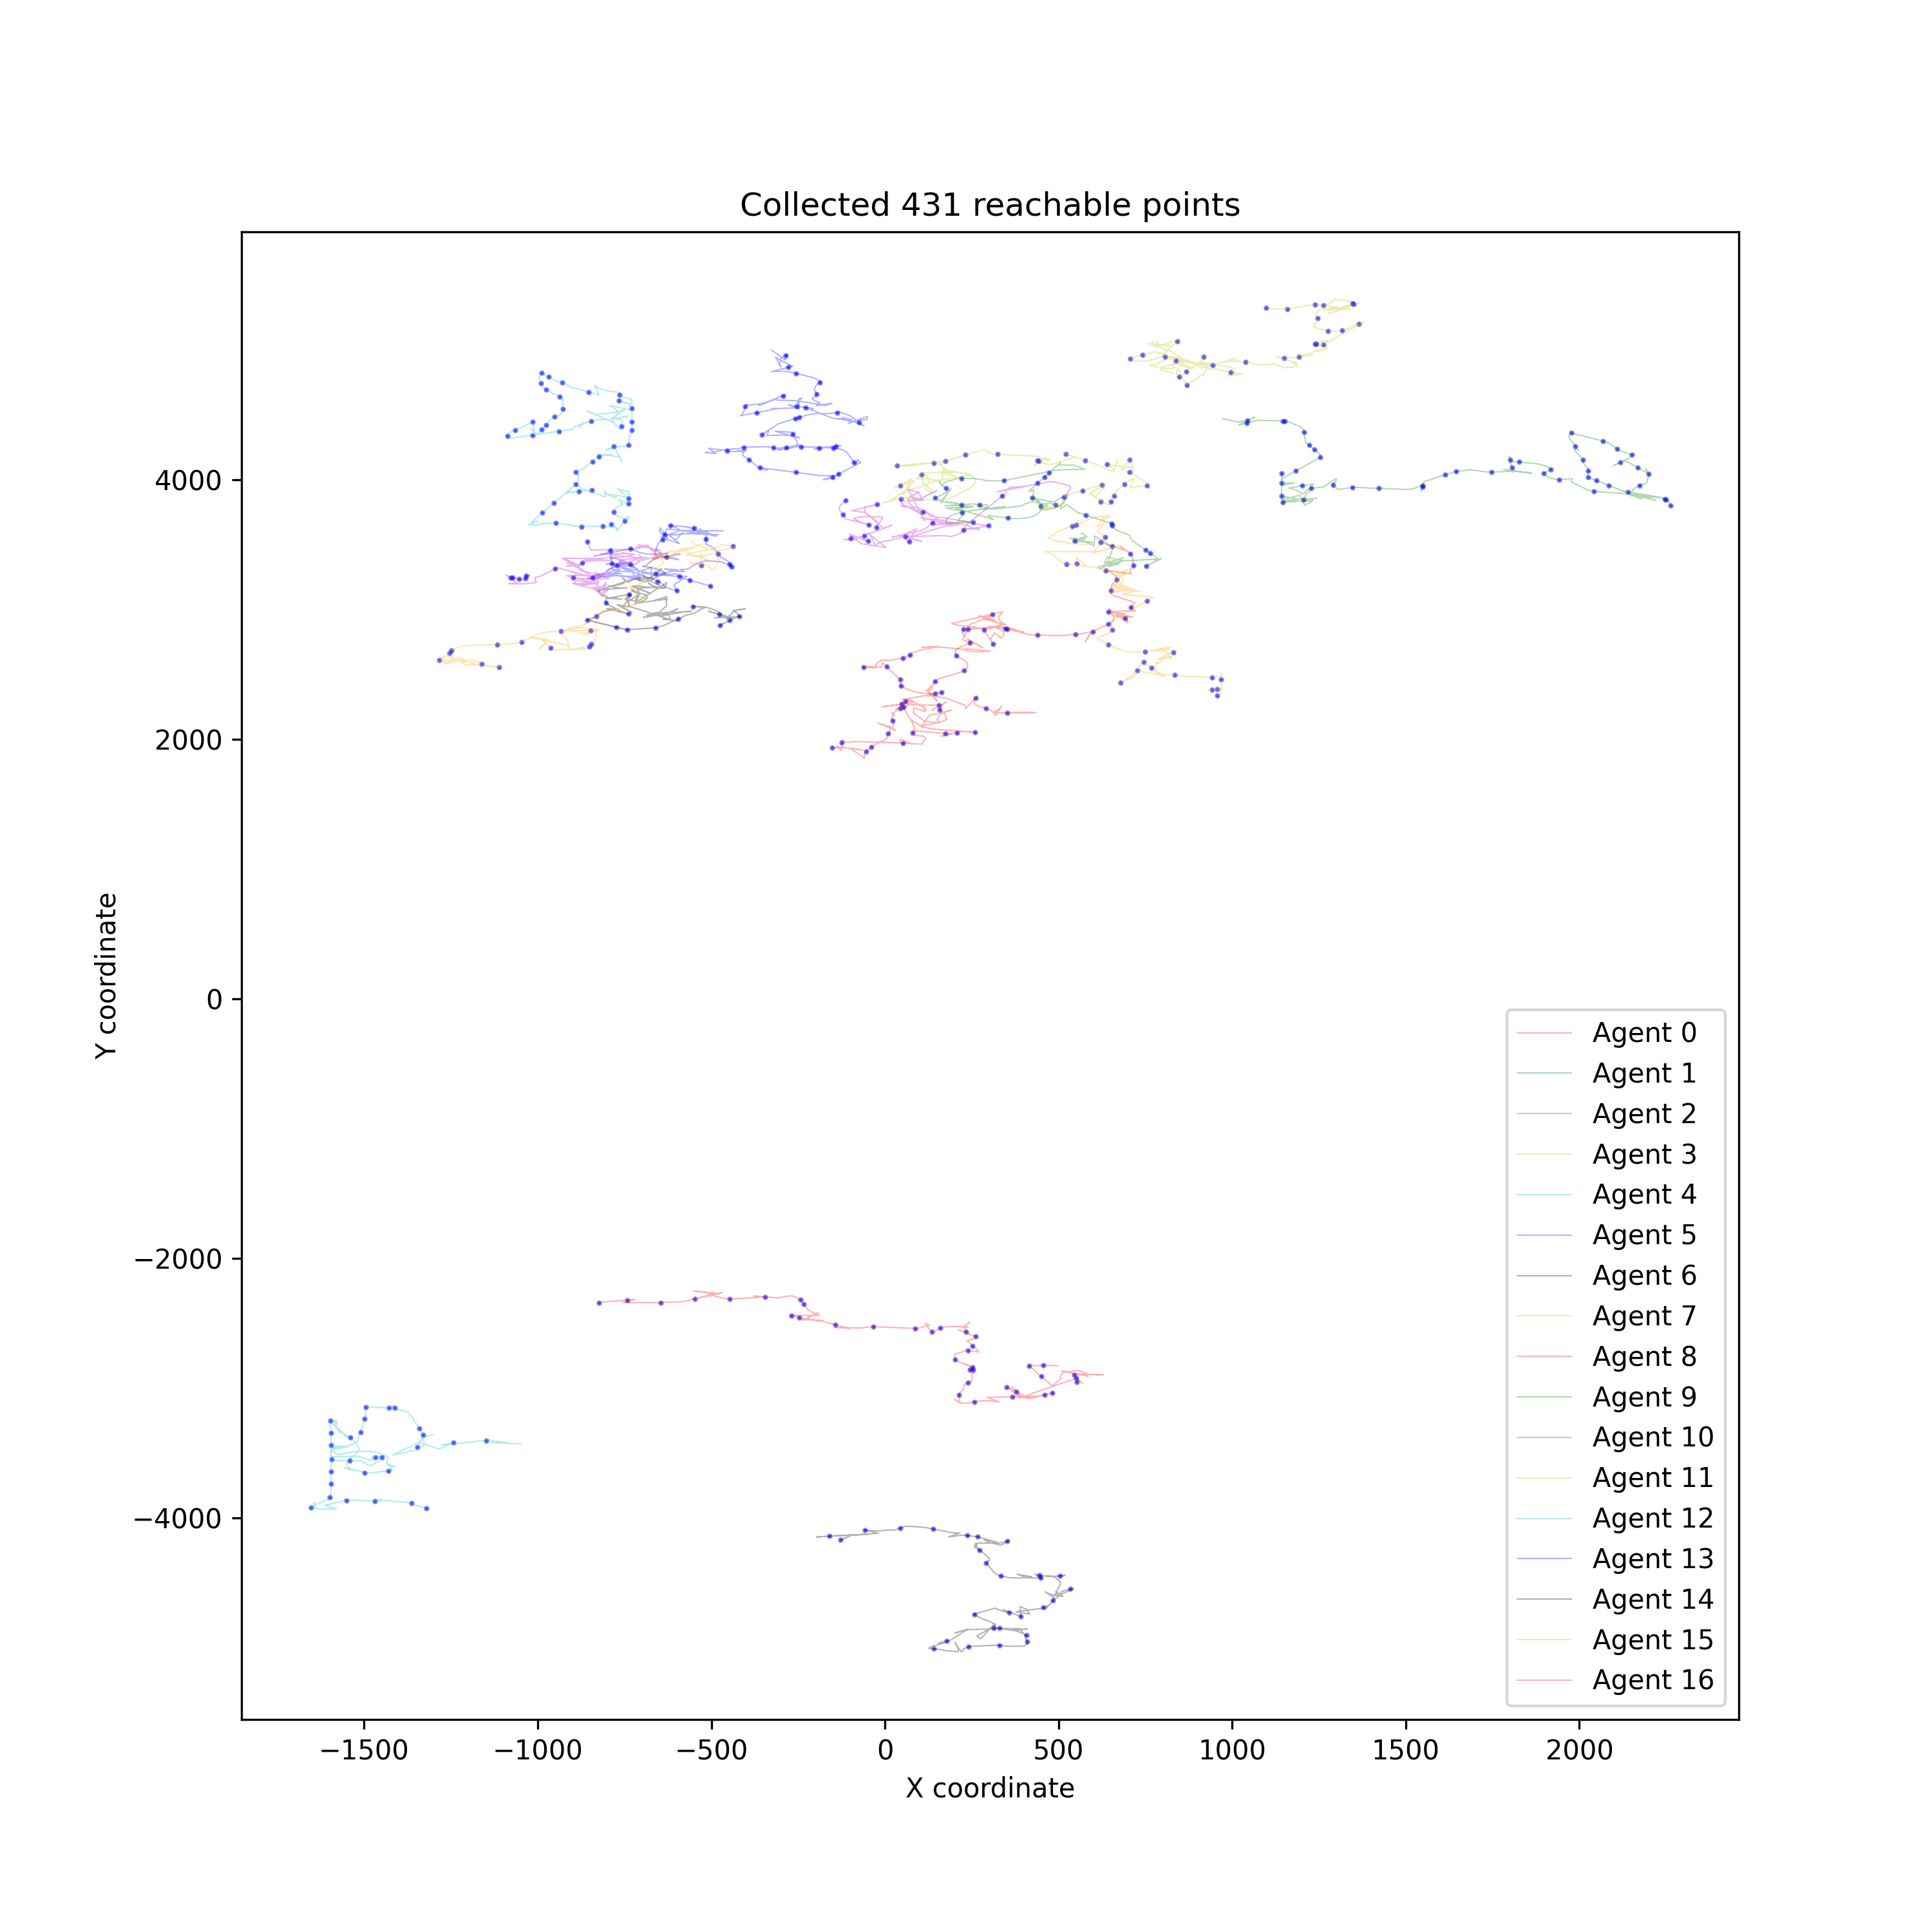 Collected 431 reachable points
4000
2000
0
−2000
−4000
Y coordinate
−1500
−1000
−500
0
500
1000
1500
2000
X coordinate
Agent 0
Agent 1
Agent 2
Agent 3
Agent 4
Agent 5
Agent 6
Agent 7
Agent 8
Agent 9
Agent 10
Agent 11
Agent 12
Agent 13
Agent 14
Agent 15
Agent 16